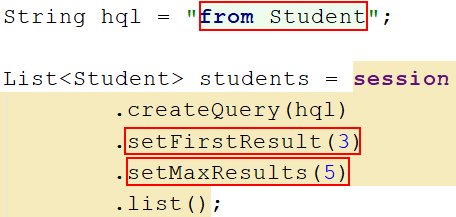 String hql = "from Student";
List<Student> students = session
.createQuery(hql)
.setFirstResult(3)
.setMaxResults(5)
.list();